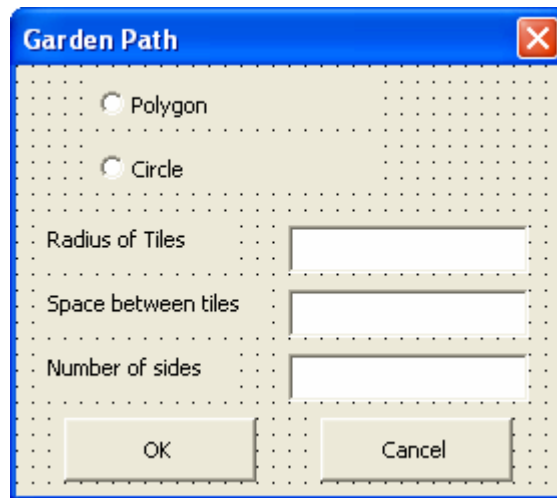 Garden Path
Polygon
Circle
Radius of Tiles
Space between tiles
Number of sides
OK Cancel